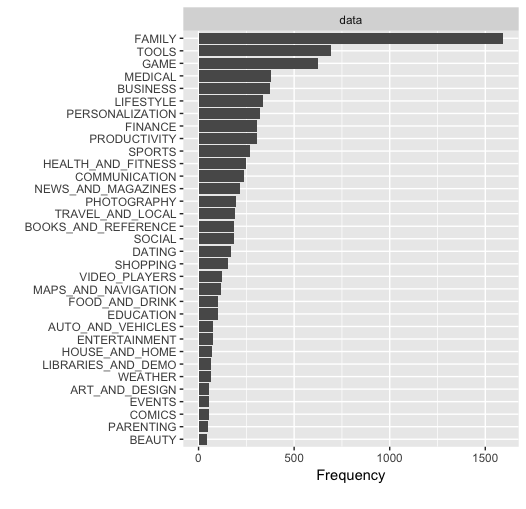 data
FAMILY
TOOLS
GAME
MEDICAL
BUSINESS
LIFESTYLE
PERSONALIZATION
FINANCE
PRODUCTIVITY
SPORTS
HEALTH_AND_FITNESS
COMMUNICATION
NEWS_AND_MAGAZINES
PHOTOGRAPHY
TRAVEL_AND_LOCAL
BOOKS_AND_REFERENCE
SOCIAL
DATING
SHOPPING
VIDEO_PLAYERS
MAPS_AND_NAVIGATION
FOOD_AND_DRINK
EDUCATION
AUTO_AND_VEHICLES
ENTERTAINMENT
HOUSE_AND_HOME
LIBRARIES_AND_DEMO
WEATHER
ART_AND_DESIGN
EVENTS
COMICS
PARENTING
BEAUTY
0 500 1000 1500
Frequency